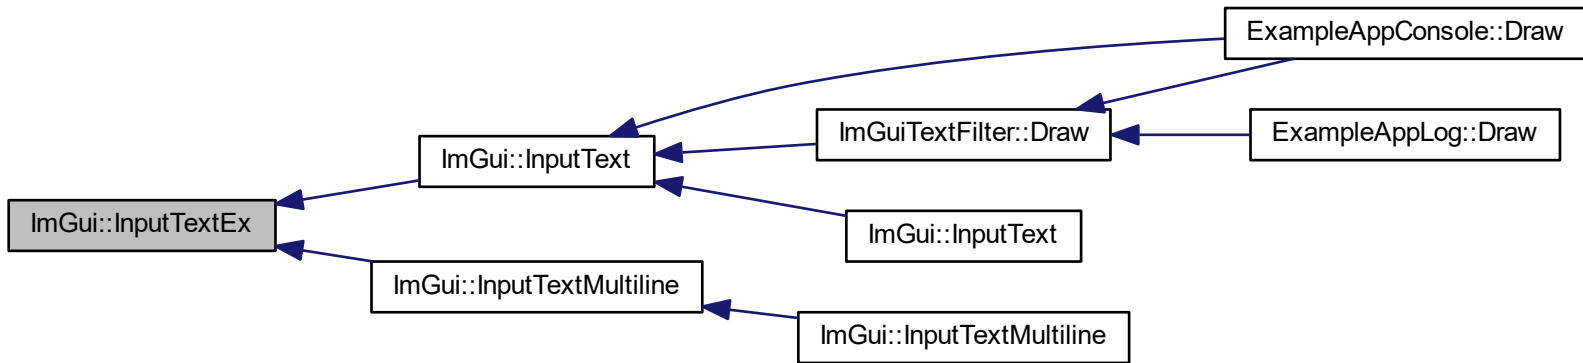 ExampleAppConsole::Draw
ImGuiTextFilter::Draw
ExampleAppLog::Draw
ImGui::InputText
ImGui::InputTextEx
ImGui::InputText
ImGui::InputTextMultiline
ImGui::InputTextMultiline